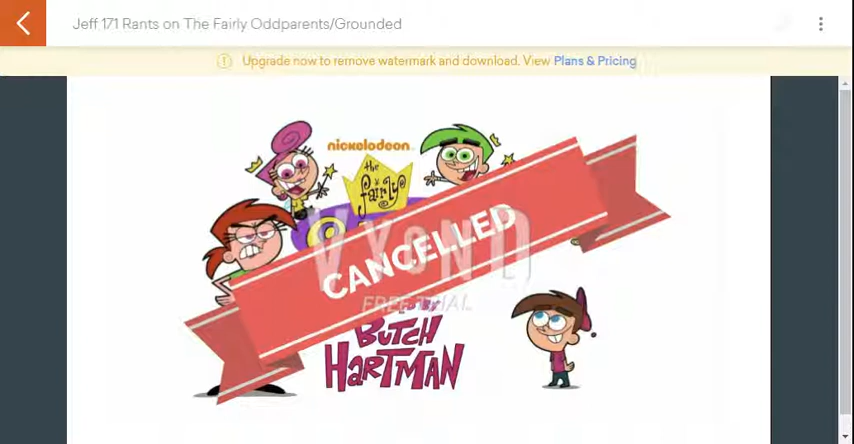 Jeff 171 Rants on The Fairly Oddparents/Grounded
Upgrade now to remove watermark and download. View Plans & Pricing
nickelodeon
the
fairly
CANCELLED
VYOND
FREE TRIAL
BUTCH
HARTMAN